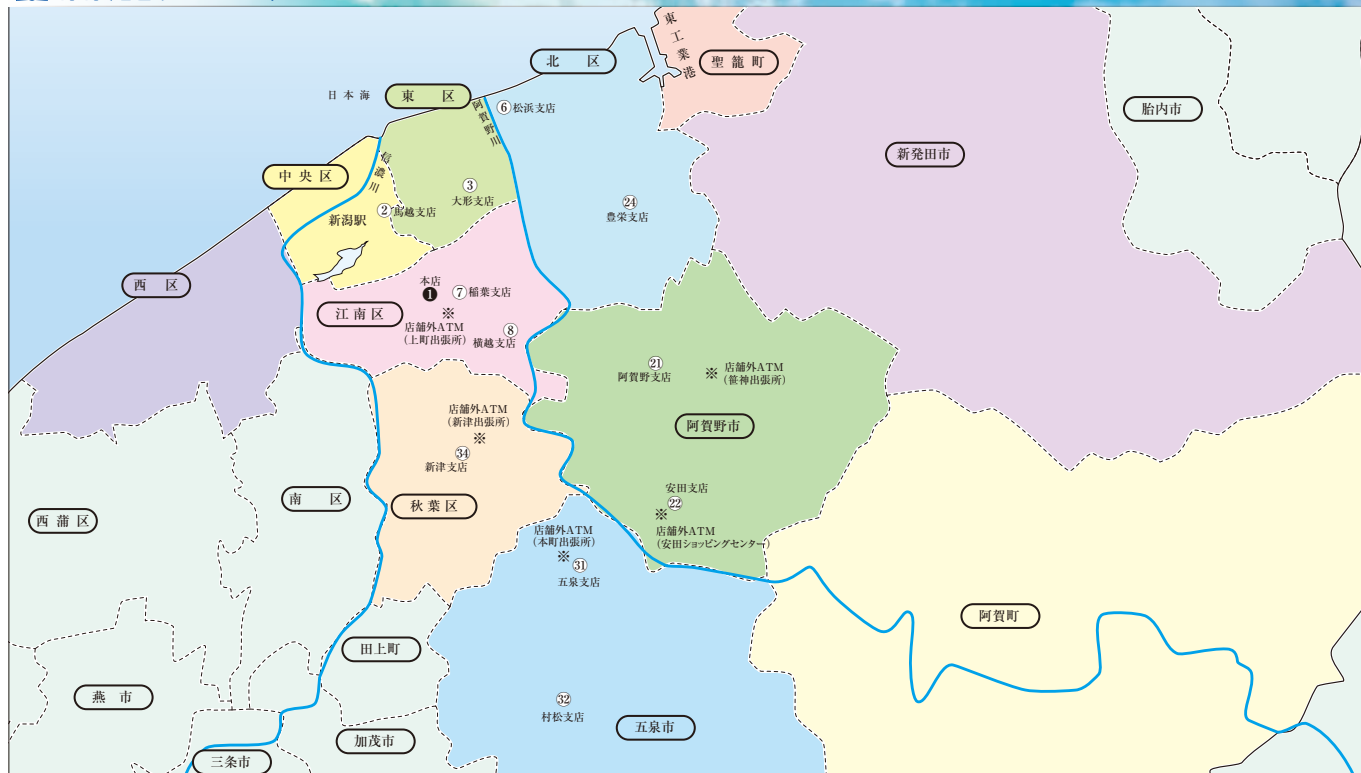 東工業港
北 区
聖 籠 町
日 本 海
東 区
阿賀野川
⑥松浜支店
胎内市
新発田市
信濃川
中 央 区
③
大形支店
㉔
豊栄支店
新潟駅
②馬越支店
西 区
本店
❶
⑦稲葉支店
江 南 区
※
店舗外ATM
(上町出張所)
⑧
横越支店
㉑
阿賀野支店
※
店舗外ATM
(笹神出張所)
阿賀野市
店舗外ATM
(新津出張所)
※
㉞
新津支店
南 区
秋 葉 区
西 蒲 区
安田支店
㉒
※
店舗外ATM
(安田ショッピングセンター)
店舗外ATM
(本町出張所)
※
㉛
五泉支店
阿賀町
田上町
燕 市
㉜
村松支店
五泉市
加茂市
三条市